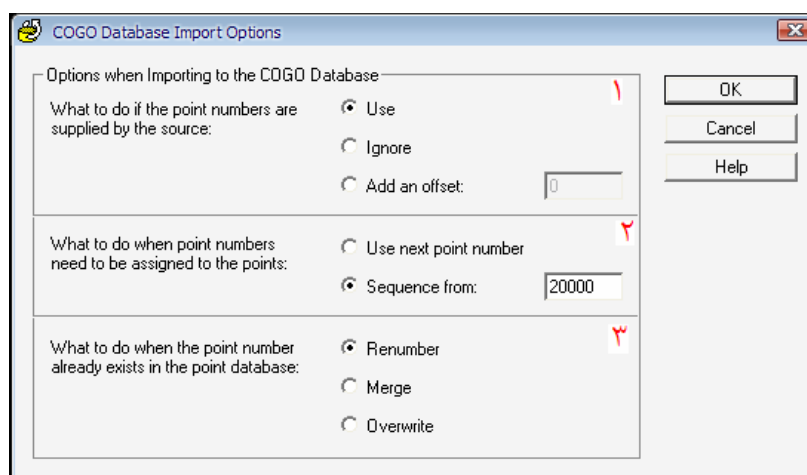 COGO Database Import Options
Options when Importing to the COGO Database
۱
What to do if the point numbers are
supplied by the source:
Use
Ignore
Add an offset:
0
OK
Cancel
Help
۲
What to do when point numbers
need to be assigned to the points:
Use next point number
Sequence from:
20000
۳
What to do when the point number
already exists in the point database:
Renumber
Merge
Overwrite